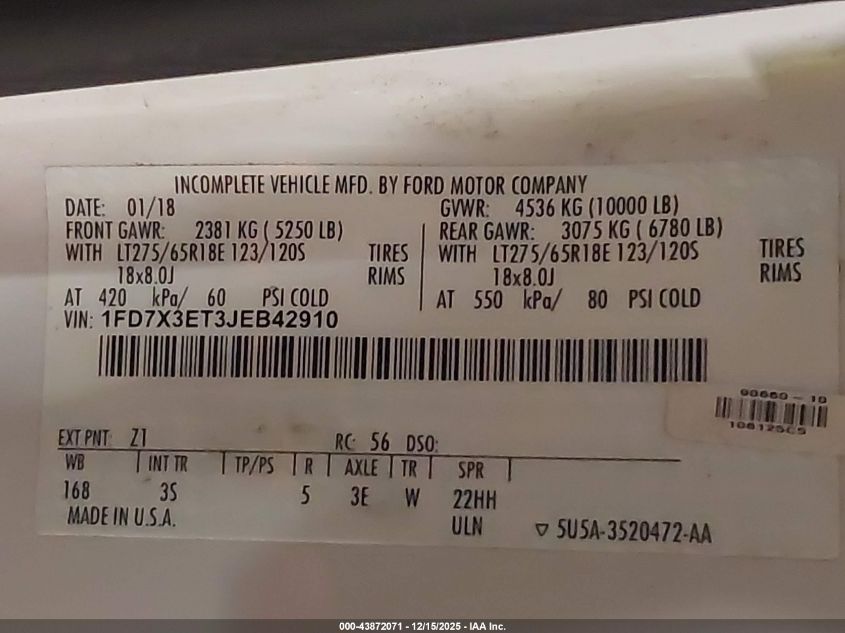 INCOMPLETE VEHICLE MFD. BY FORD MOTOR COMPANY
DATE: 01/18 GVWR: 4536 KG (10000 LB)
FRONT GAWR: 2381 KG ( 5250 LB) REAR GAWR: 3075 KG ( 6780 LB)
WITH LT275/65R18E 123/120S TIRES WITH LT275/65R18E 123/120S TIRES
18x8.0J RIMS 18x8.0J RIMS
AT 420 kPa/ 60 PSI COLD AT 550 kPa/ 80 PSI COLD
VIN: 1FD7X3ET3JEB42910
EXT PNT: Z1 RC: 56 DSO:
WB INT TR TP/PS R AXLE TR SPR
168 3S 5 3E W 22HH
MADE IN U.S.A. ULN ▽ 5U5A-3520472-AA
000-43872071 - 12/15/2025 - IAA Inc.